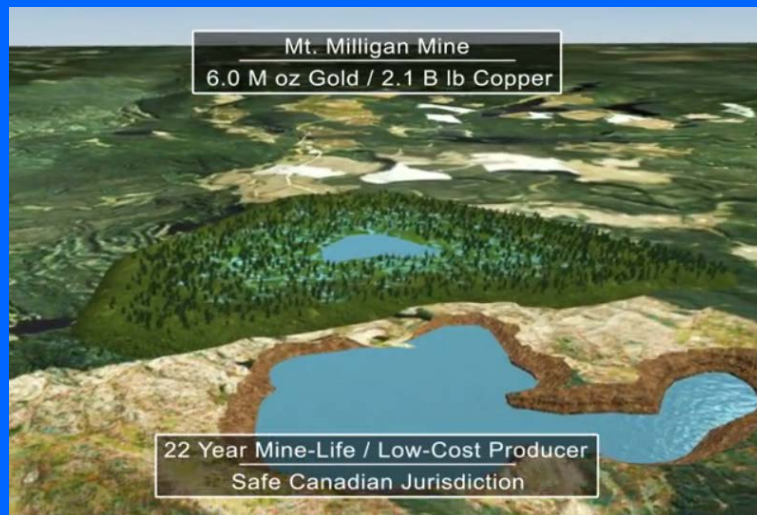 Mt. Milligan Mine
6.0 M oz Gold / 2.1 B lb Copper
22 Year Mine-Life / Low-Cost Producer
Safe Canadian Jurisdiction